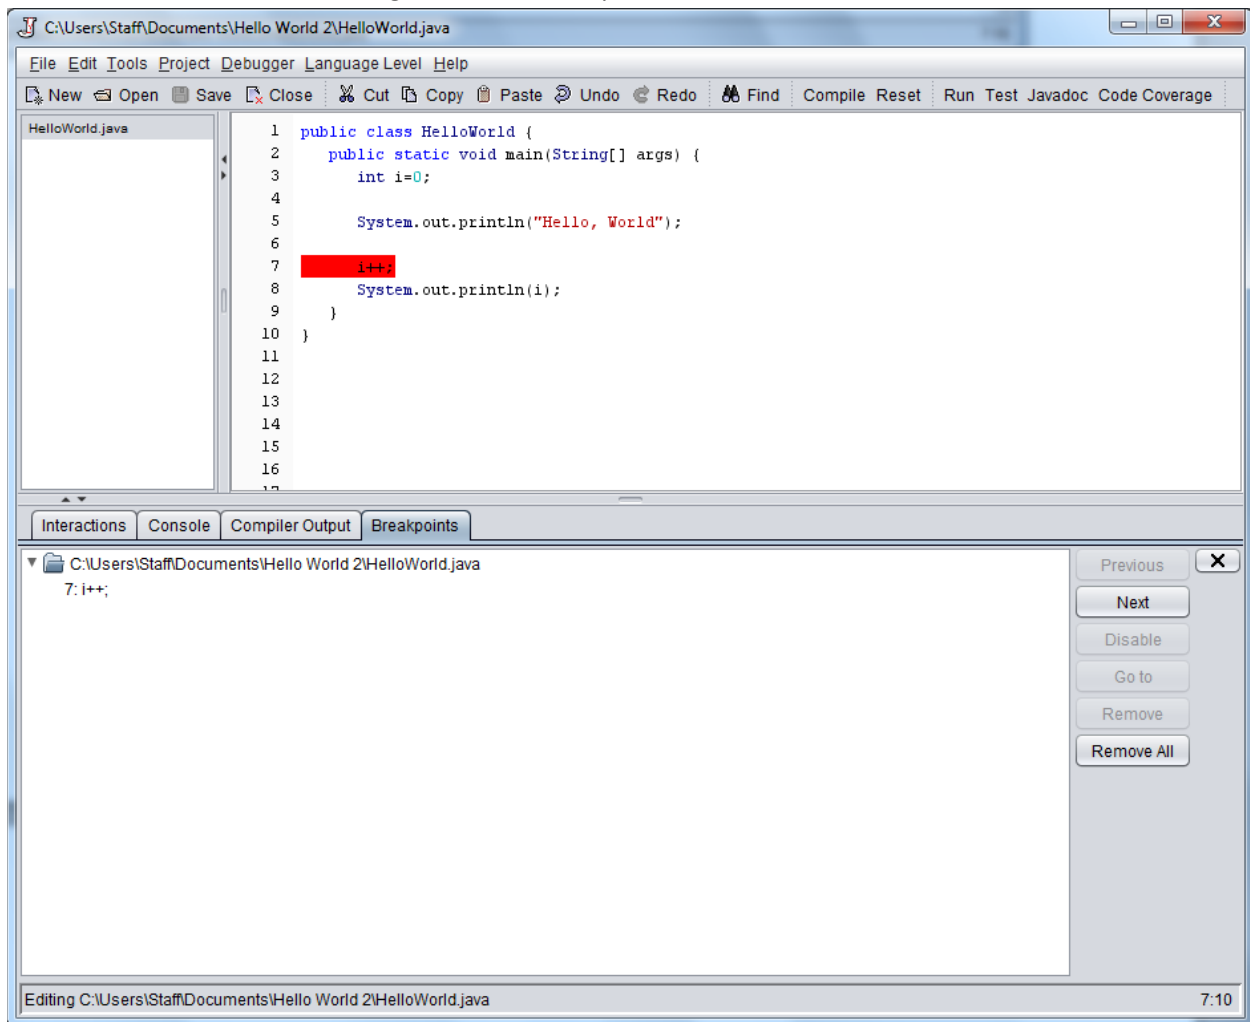 C:\Users\Staff\Documents\Hello World 2\HelloWorld.java
File Edit Tools Project Debugger Language Level Help
New Open Save Close Cut Copy Paste Undo Redo Find Compile Reset Run Test Javadoc Code Coverage
HelloWorld.java
1 public class HelloWorld {
2 public static void main(String[] args) {
3 int i=0;
4
5 System.out.println("Hello, World");
6
7 i++;
8 System.out.println(i);
9 }
10 }
11
12
13
14
15
16
17
Interactions Console Compiler Output Breakpoints
C:\Users\Staff\Documents\Hello World 2\HelloWorld.java
7: i++;
Previous
Next
Disable
Go to
Remove
Remove All
Editing C:\Users\Staff\Documents\Hello World 2\HelloWorld.java 7:10